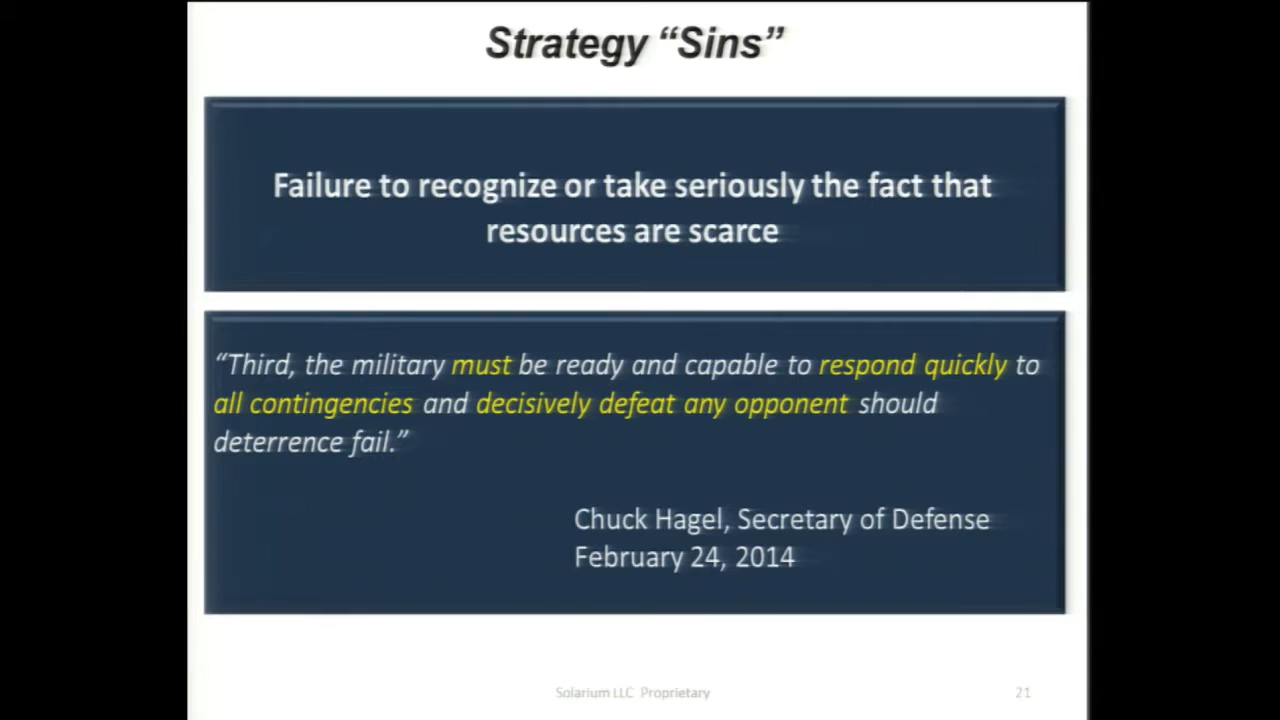 Strategy “Sins”
Failure to recognize or take seriously the fact that
resources are scarce
“Third, the military must be ready and capable to respond quickly to
all contingencies and decisively defeat any opponent should
deterrence fail.”
Chuck Hagel, Secretary of Defense
February 24, 2014
Solarium LLC Proprietary
21